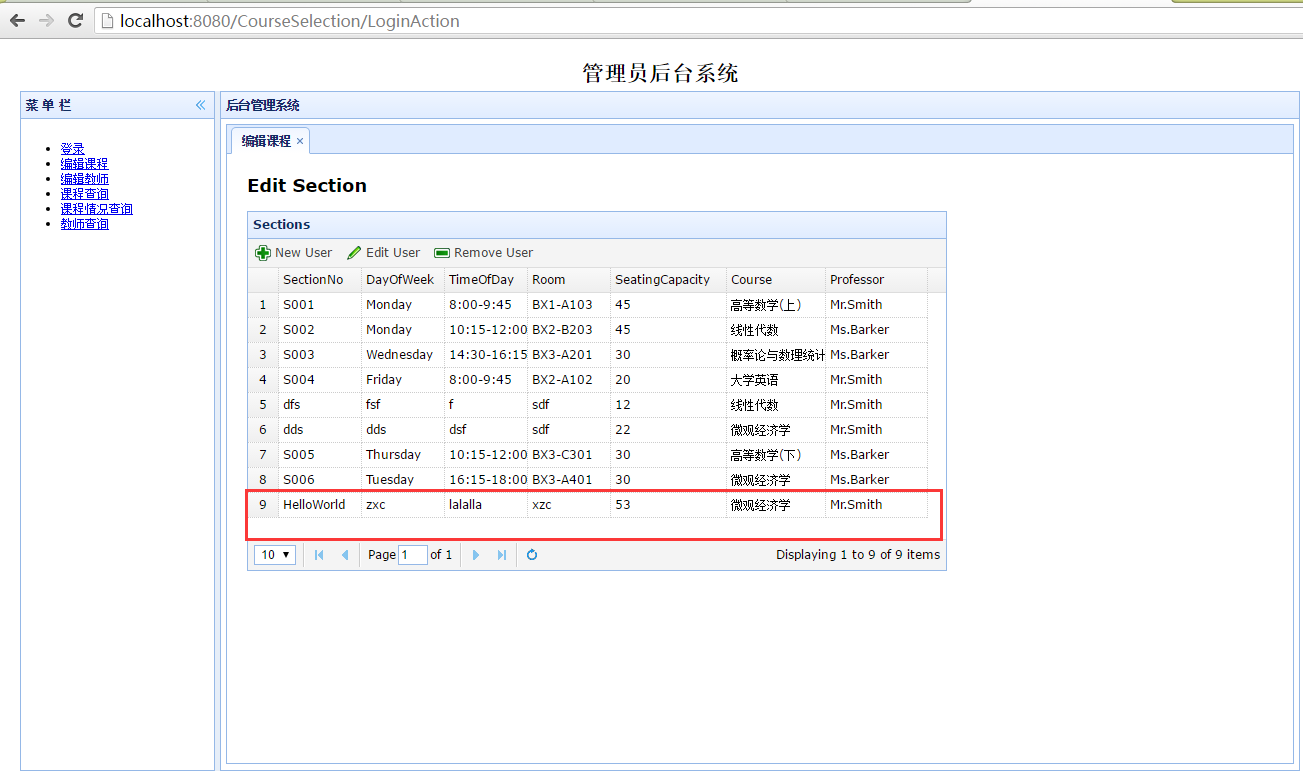 localhost:8080/CourseSelection/LoginAction
管理员后台系统
菜单栏
后台管理系统
登录
编辑课程
编辑教师
课程查询
课程情况查询
教师查询
编辑课程
Edit Section
Sections
New User Edit User Remove User
SectionNo DayOfWeek TimeOfDay Room SeatingCapacity Course Professor
1 S001 Monday 8:00-9:45 BX1-A103 45 高等数学(上) Mr.Smith
2 S002 Monday 10:15-12:00 BX2-B203 45 线性代数 Ms.Barker
3 S003 Wednesday 14:30-16:15 BX3-A201 30 概率论与数理统计 Ms.Barker
4 S004 Friday 8:00-9:45 BX2-A102 20 大学英语 Mr.Smith
5 dfs fsf f sdf 12 线性代数 Mr.Smith
6 dds dds dsf sdf 22 微观经济学 Mr.Smith
7 S005 Thursday 10:15-12:00 BX3-C301 30 高等数学(下) Ms.Barker
8 S006 Tuesday 16:15-18:00 BX3-A401 30 微观经济学 Ms.Barker
9 HelloWorld zxc lalalla xzc 53 微观经济学 Mr.Smith
10 Page 1 of 1 Displaying 1 to 9 of 9 items